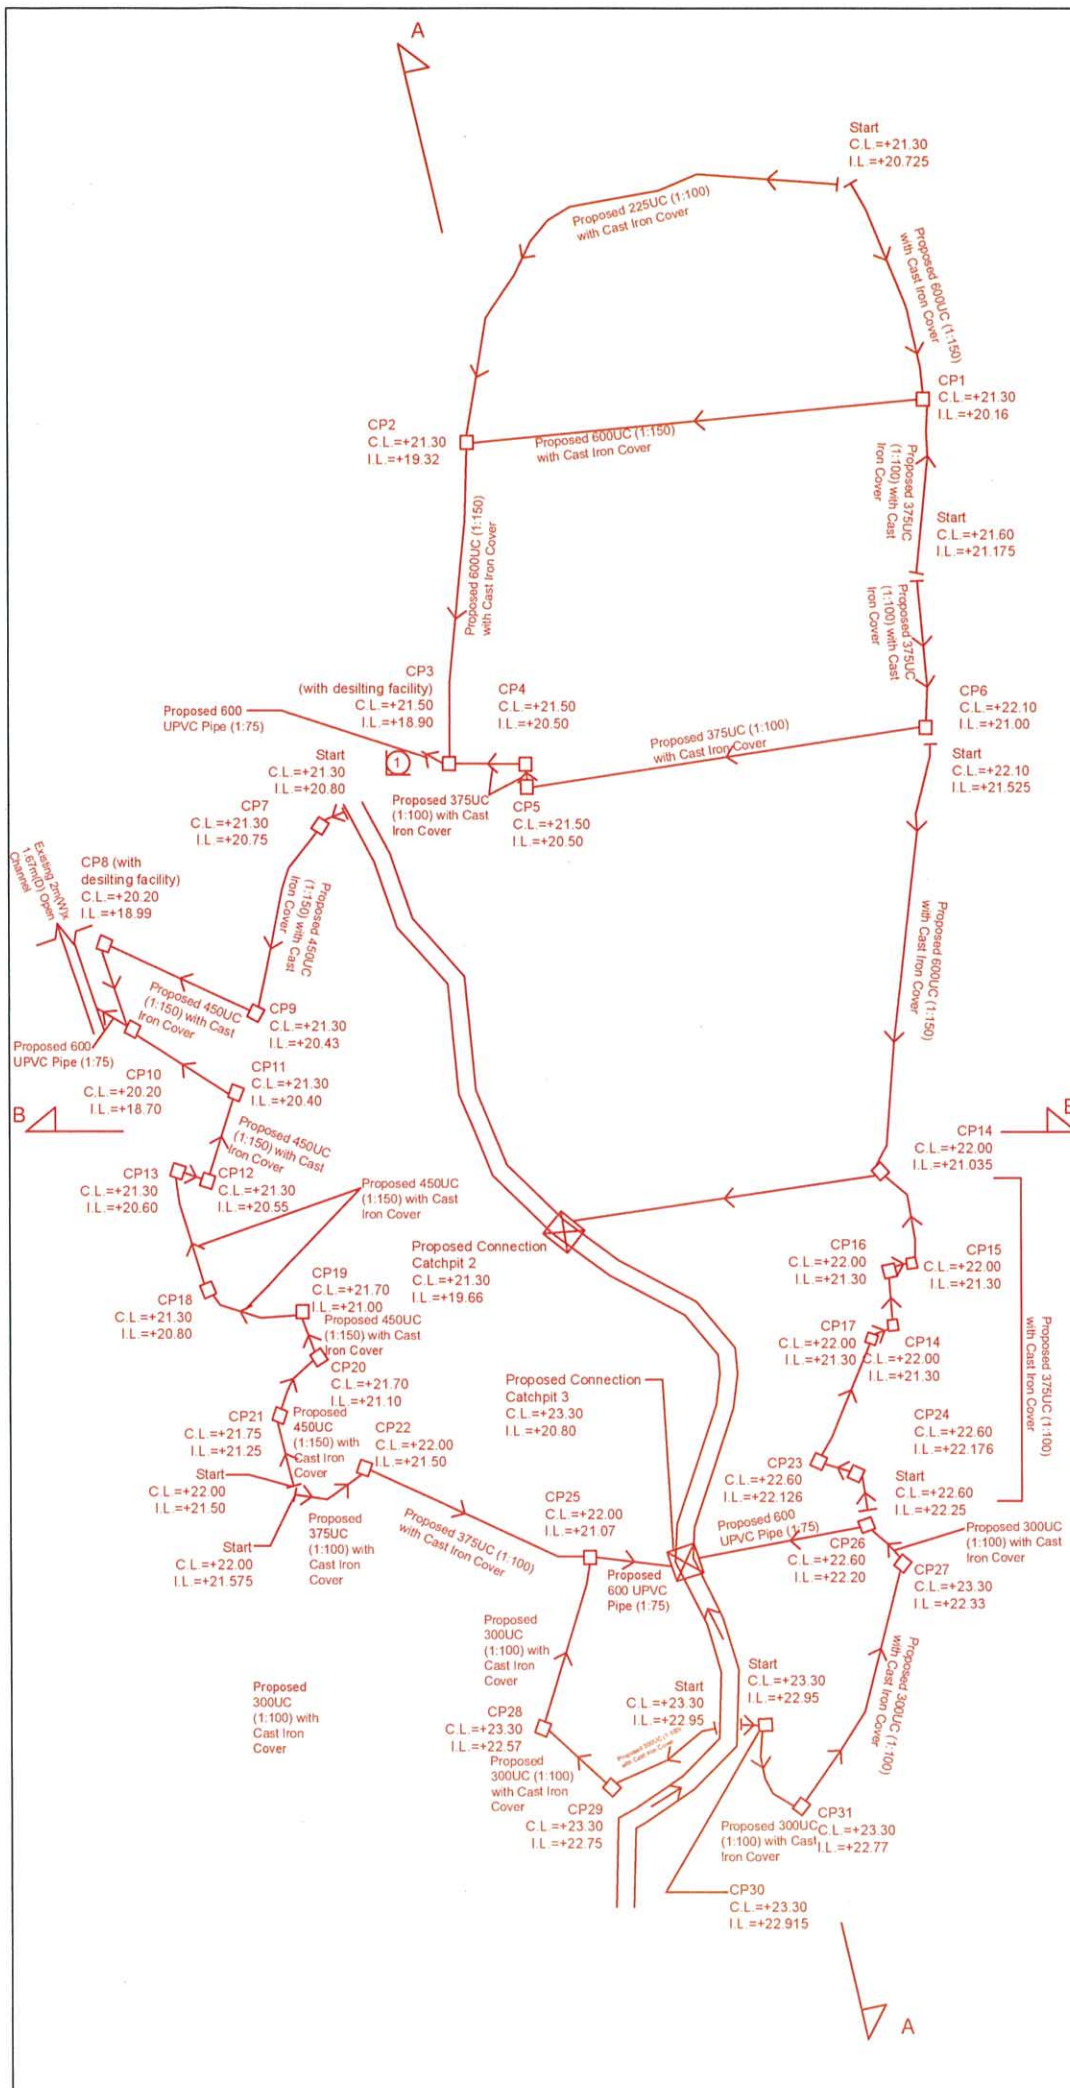 A
Start
C.L.=+21.30
I.L.=+20.725
Proposed 225UC (1:100)
with Cast Iron Cover
Proposed 600UC (1:150)
with Cast Iron Cover
CP1
C.L.=+21.30
I.L.=+20.16
CP2
C.L.=+21.30
I.L.=+19.32
Proposed 600UC (1:150)
with Cast Iron Cover
Proposed 375UC
(1:100) with Cast
Iron Cover
Start
C.L.=+21.60
I.L.=+21.175
Proposed 600UC (1:150)
with Cast Iron Cover
Proposed 375UC
(1:100) with Cast
Iron Cover
CP3
(with desilting facility)
C.L.=+21.50
I.L.=+18.90
CP4
C.L.=+21.50
I.L.=+20.50
CP6
C.L.=+22.10
I.L.=+21.00
Proposed 600
UPVC Pipe (1:75)
Proposed 375UC (1:100)
with Cast Iron Cover
1
Start
C.L.=+21.30
I.L.=+20.80
Start
C.L.=+22.10
I.L.=+21.525
Proposed 375UC
(1:100) with Cast
Iron Cover
CP5
C.L.=+21.50
I.L.=+20.50
CP7
C.L.=+21.30
I.L.=+20.75
Existing 2m(W)x
1.67m(D) Open
Channel
CP8 (with
desilting facility)
C.L.=+20.20
I.L.=+18.99
Proposed 450UC
(1:150) with Cast
Iron Cover
Proposed 600UC (1:150)
with Cast Iron Cover
Proposed 450UC
(1:150) with Cast
Iron Cover
CP9
C.L.=+21.30
I.L.=+20.43
Proposed 600
UPVC Pipe (1:75)
CP10
C.L.=+20.20
I.L.=+18.70
CP11
C.L.=+21.30
I.L.=+20.40
B
B
CP14
C.L.=+22.00
I.L.=+21.035
Proposed 450UC
(1:150) with Cast
Iron Cover
CP13
C.L.=+21.30
I.L.=+20.60
CP12
C.L.=+21.30
I.L.=+20.55
Proposed 450UC
(1:150) with Cast
Iron Cover
Proposed Connection
Catchpit 2
C.L.=+21.30
I.L.=+19.66
CP16
C.L.=+22.00
I.L.=+21.30
CP15
C.L.=+22.00
I.L.=+21.30
CP18
C.L.=+21.30
I.L.=+20.80
CP19
C.L.=+21.70
I.L.=+21.00
Proposed 450UC
(1:150) with Cast
Iron Cover
CP17
C.L.=+22.00
I.L.=+21.30
CP14
C.L.=+22.00
I.L.=+21.30
Proposed 375UC (1:100)
with Cast Iron Cover
CP20
C.L.=+21.70
I.L.=+21.10
Proposed Connection
Catchpit 3
C.L.=+23.30
I.L.=+20.80
CP21
C.L.=+21.75
I.L.=+21.25
Proposed
450UC
(1:150) with
Cast Iron
Cover
CP22
C.L.=+22.00
I.L.=+21.50
CP24
C.L.=+22.60
I.L.=+22.176
CP23
C.L.=+22.60
I.L.=+22.126
Start
C.L.=+22.00
I.L.=+21.50
Start
C.L.=+22.60
I.L.=+22.25
CP25
C.L.=+22.00
I.L.=+21.07
Proposed 600
UPVC Pipe (1:75)
Proposed 300UC
(1:100) with Cast
Iron Cover
Start
C.L.=+22.00
I.L.=+21.575
Proposed
375UC
(1:100) with
Cast Iron
Cover
Proposed 375UC (1:100)
with Cast Iron Cover
CP26
C.L.=+22.60
I.L.=+22.20
CP27
C.L.=+23.30
I.L.=+22.33
Proposed
600 UPVC
Pipe (1:75)
Proposed
300UC
(1:100) with
Cast Iron
Cover
Proposed 300UC (1:100)
with Cast Iron Cover
Proposed
300UC
(1:100) with
Cast Iron
Cover
Start
C.L.=+23.30
I.L.=+22.95
Start
C.L.=+23.30
I.L.=+22.95
CP28
C.L.=+23.30
I.L.=+22.57
Proposed 300UC (1:100)
with Cast Iron Cover
Proposed
300UC (1:100)
with Cast Iron
Cover
CP29
C.L.=+23.30
I.L.=+22.75
Proposed 300UC
(1:100) with Cast
Iron Cover
CP31
C.L.=+23.30
I.L.=+22.77
CP30
C.L.=+23.30
I.L.=+22.915
A